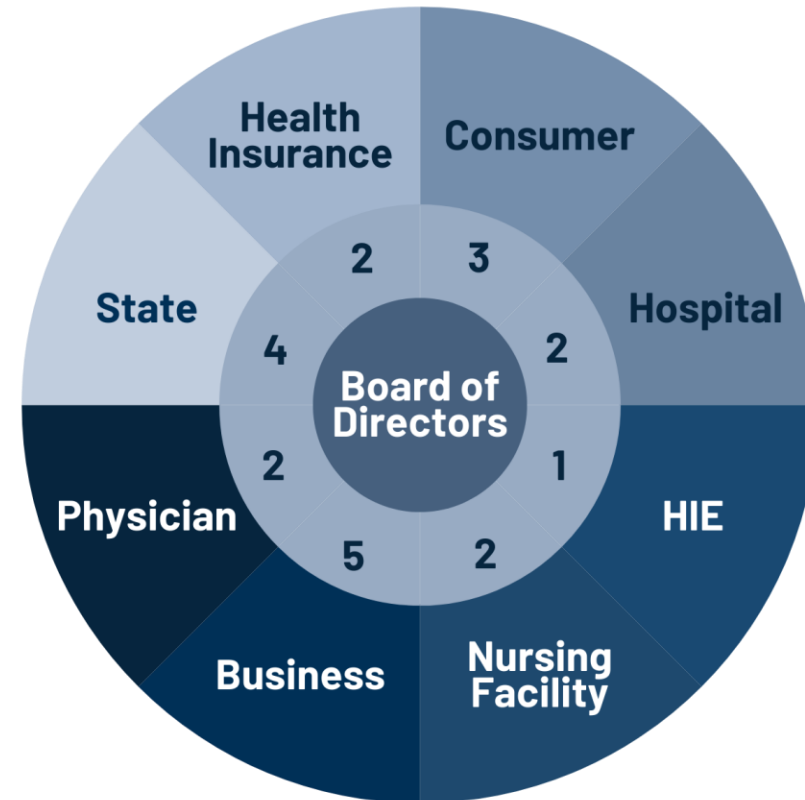 Health
Insurance
Consumer
2
3
State
Hospital
4
2
Board of
Directors
2
1
Physician
HIE
5
2
Business
Nursing
Facility